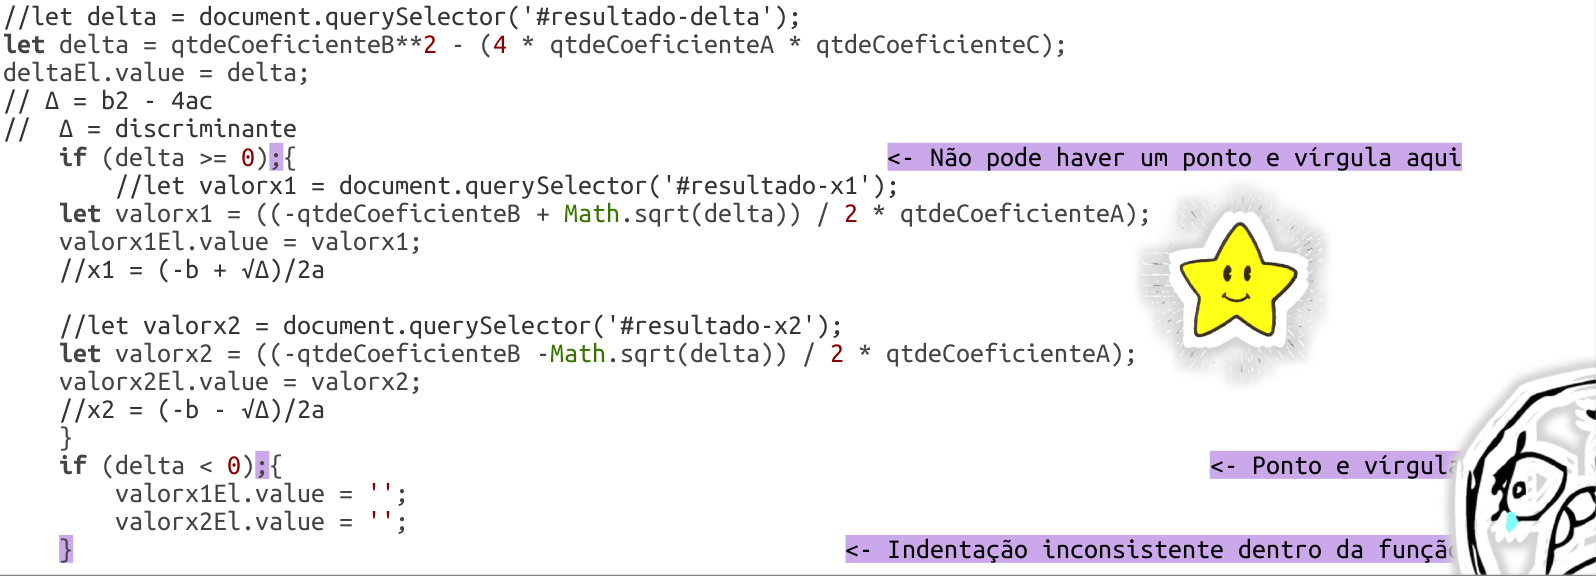 //let delta = document.querySelector('#resultado-delta');
let delta = qtdeCoeficienteB**2 - (4 * qtdeCoeficienteA * qtdeCoeficienteC);
deltaEl.value = delta;
// Δ = b2 - 4ac
//  Δ = discriminante
    if (delta >= 0);{ <- Não pode haver um ponto e vírgula aqui
        //let valorx1 = document.querySelector('#resultado-x1');
    let valorx1 = ((-qtdeCoeficienteB + Math.sqrt(delta)) / 2 * qtdeCoeficienteA);
    valorx1El.value = valorx1;
    //x1 = (-b + √Δ)/2a
    //let valorx2 = document.querySelector('#resultado-x2');
    let valorx2 = ((-qtdeCoeficienteB -Math.sqrt(delta)) / 2 * qtdeCoeficienteA);
    valorx2El.value = valorx2;
    //x2 = (-b - √Δ)/2a
    }
    if (delta < 0);{ <- Ponto e vírgula
        valorx1El.value = '';
        valorx2El.value = '';
    } <- Indentação inconsistente dentro da